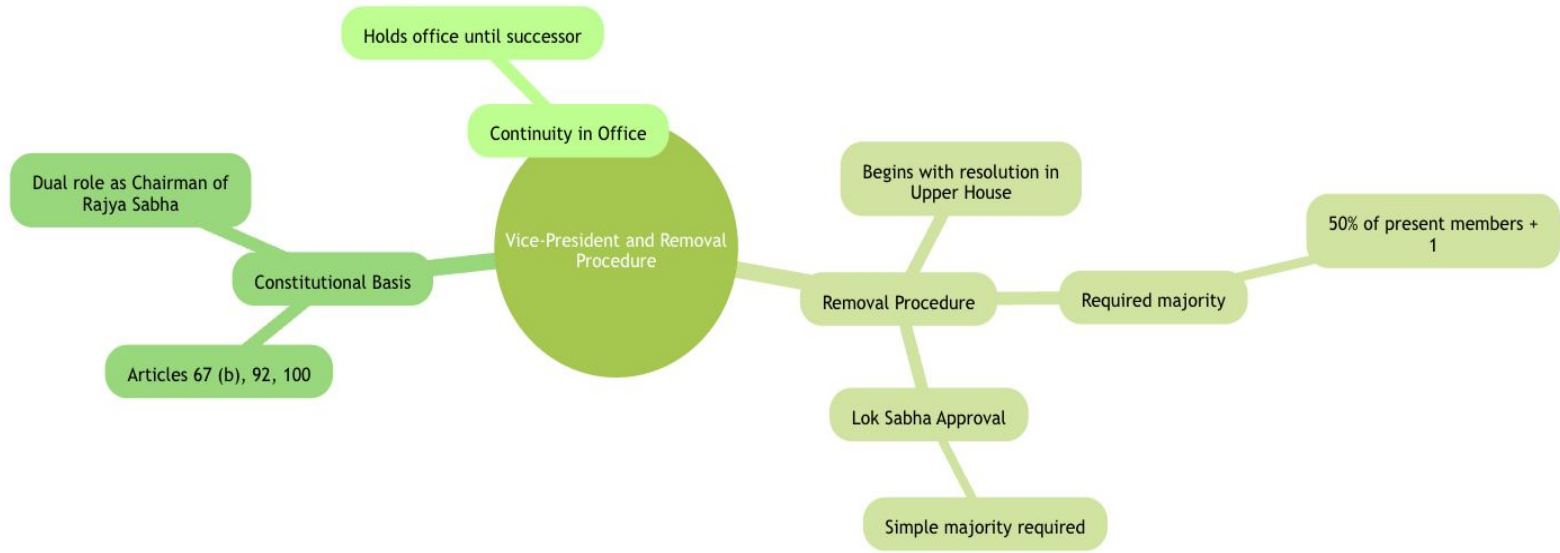 Holds office until successor
Continuity in Office
Dual role as Chairman of
Rajya Sabha
Constitutional Basis
Articles 67 (b), 92, 100
Vice-President and Removal
Procedure
Begins with resolution in
Upper House
Removal Procedure
Required majority
50% of present members +
1
Lok Sabha Approval
Simple majority required